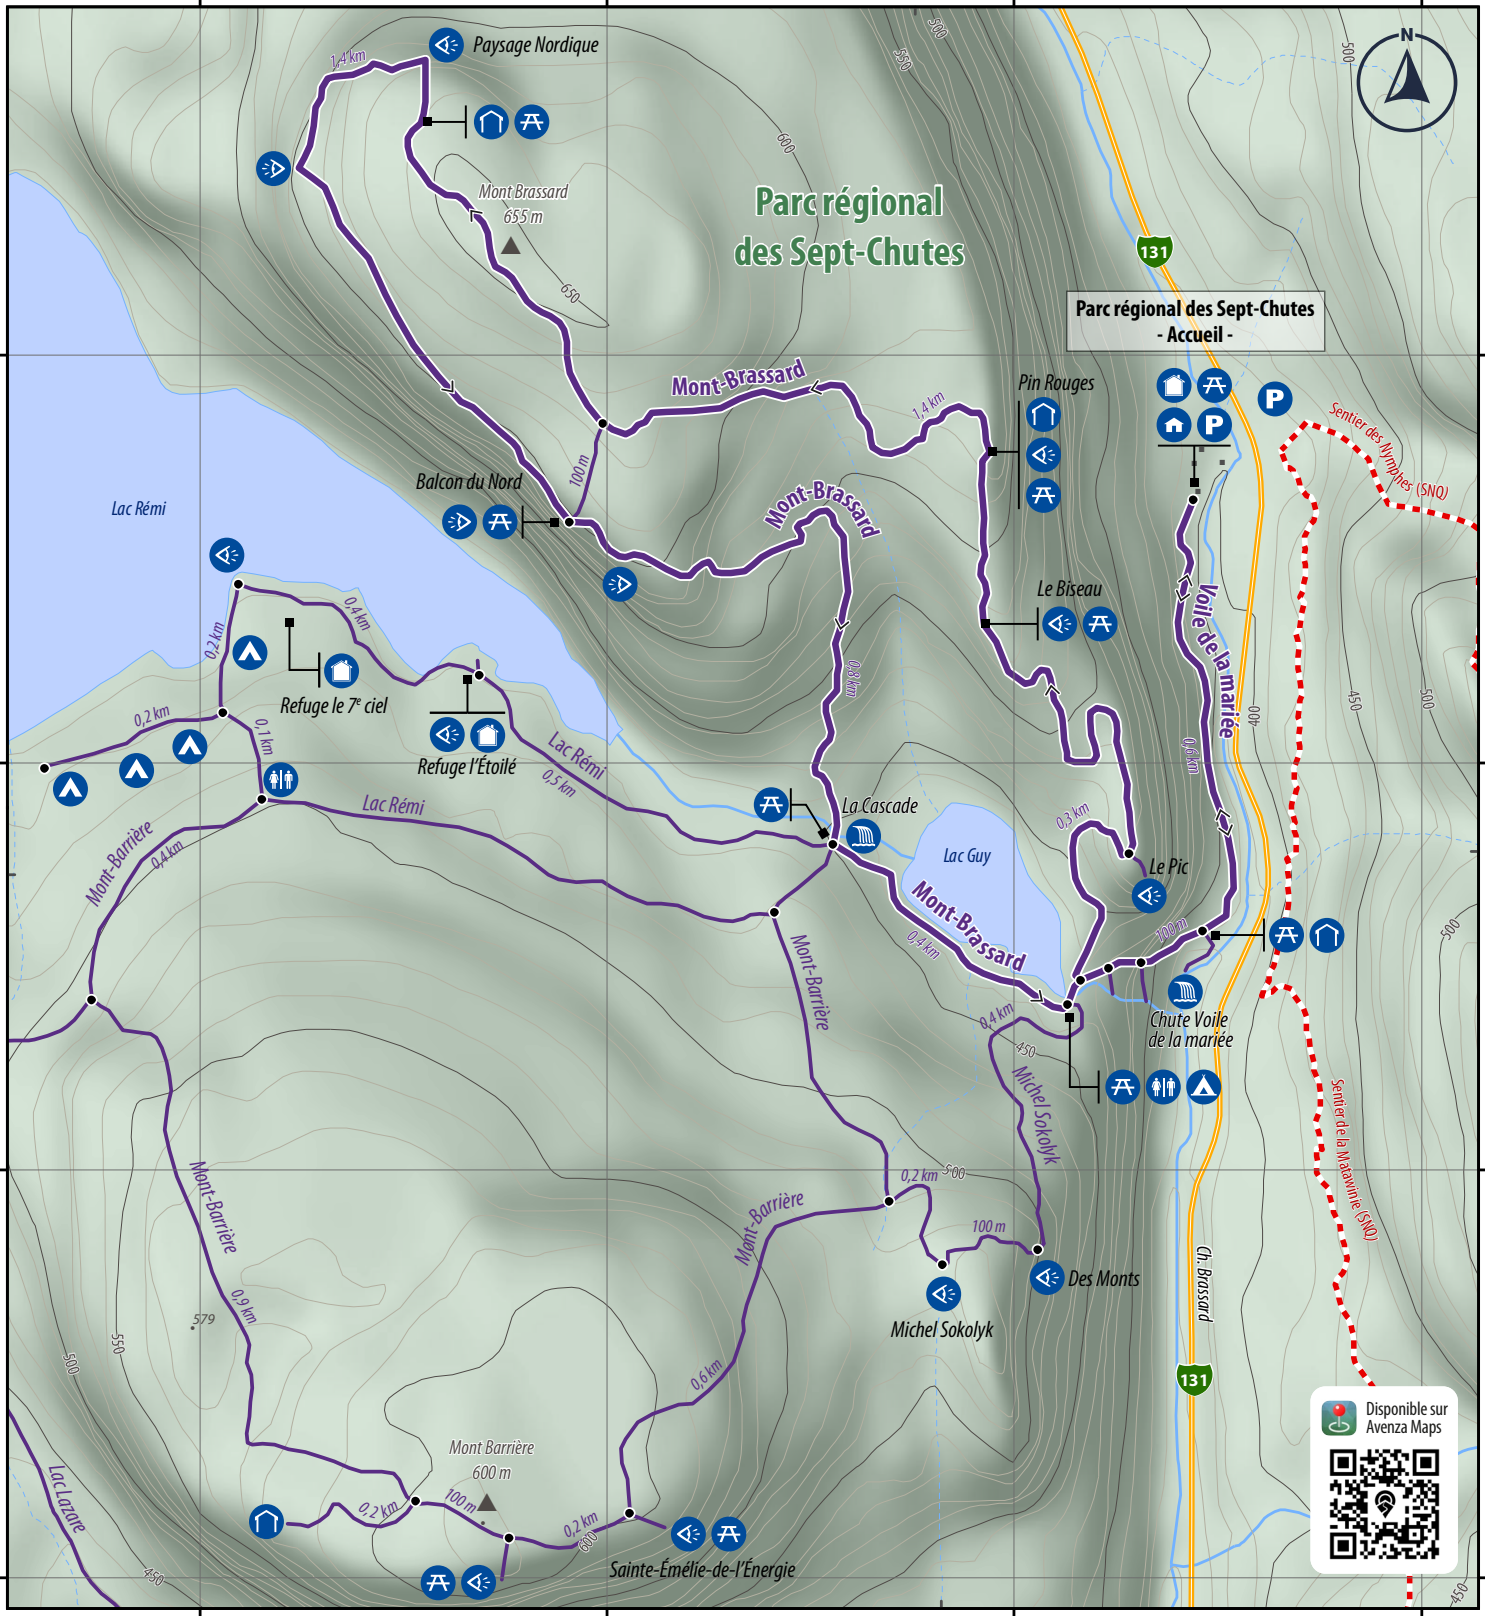 N
Paysage Nordique
1,4 km
500
550
500
600
Mont Brassard
655 m
650
Parc régional
des Sept-Chutes
131
Parc régional des Sept-Chutes
- Accueil -
P
P
Mont-Brassard
1,4 km
Pin Rouges
Sentier des Nymphes (SNQ)
100 m
Balcon du Nord
Mont-Brassard
Lac Rémi
Le Biseau
Voile de la mariée
0,2 km
0,4 km
0,8 km
0,6 km
400
450
500
Refuge le 7e ciel
0,2 km
0,1 km
Refuge l'Étoilé
Lac Rémi
0,5 km
Lac Rémi
La Cascade
Lac Guy
0,3 km
Le Pic
Mont-Barrière
0,4 km
Mont-Brassard
0,4 km
100 m
500
Mont-Barrière
Chute Voile
de la mariée
0,4 km
450
Michel Sokolyk
Sentier de la Matawinie (SNQ)
Mont-Barrière
500
0,2 km
Mont-Barrière
100 m
Des Monts
Michel Sokolyk
Ch. Brassard
0,9 km
579
550
500
0,6 km
131
Disponible sur
Avenza Maps
Mont Barrière
600 m
Lac Lazare
0,2 km
100 m
0,2 km
600
Sainte-Émélie-de-l'Énergie
450
450